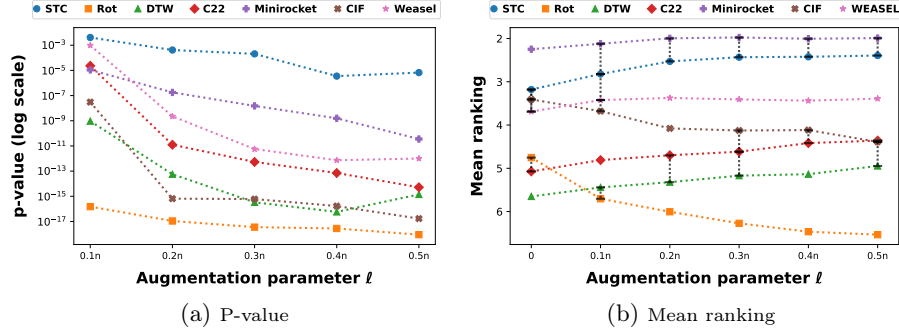 STC Rot DTW C22 Minirocket CIF Weasel
p-value (log scale)
10⁻³
10⁻⁵
10⁻⁷
10⁻⁹
10⁻¹¹
10⁻¹³
10⁻¹⁵
10⁻¹⁷
0.1n 0.2n 0.3n 0.4n 0.5n
Augmentation parameter ℓ
(a) P-value
STC Rot DTW C22 Minirocket CIF WEASEL
Mean ranking
2
3
4
5
6
0 0.1n 0.2n 0.3n 0.4n 0.5n
Augmentation parameter ℓ
(b) Mean ranking